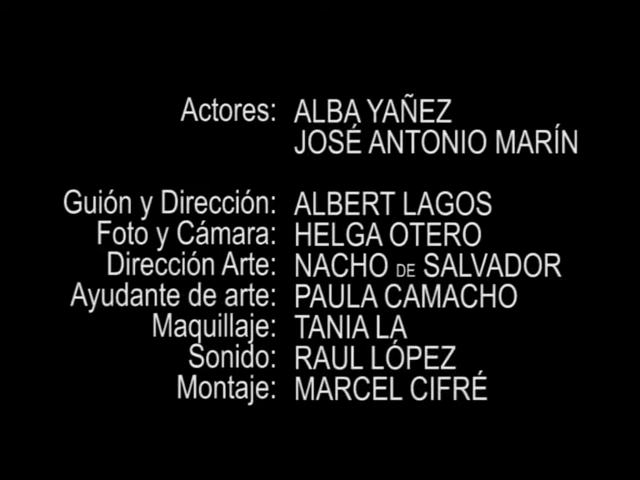 Actores: ALBA YAÑEZ
JOSÉ ANTONIO MARÍN
Guión y Dirección: ALBERT LAGOS
Foto y Cámara: HELGA OTERO
Dirección Arte: NACHO DE SALVADOR
Ayudante de arte: PAULA CAMACHO
Maquillaje: TANIA LA
Sonido: RAUL LÓPEZ
Montaje: MARCEL CIFRÉ